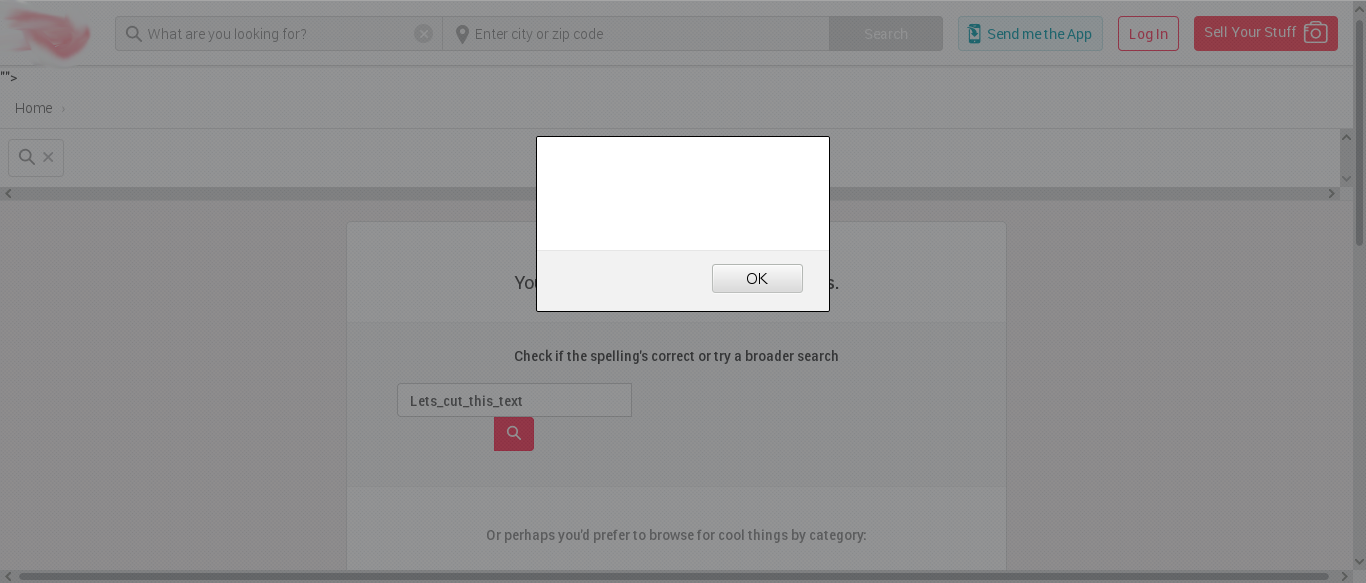 What are you looking for?
Enter city or zip code
Search
Send me the App
Log In
Sell Your Stuff
"">
Home ›
OK
Check if the spelling's correct or try a broader search
Lets_cut_this_text
Or perhaps you'd prefer to browse for cool things by category: